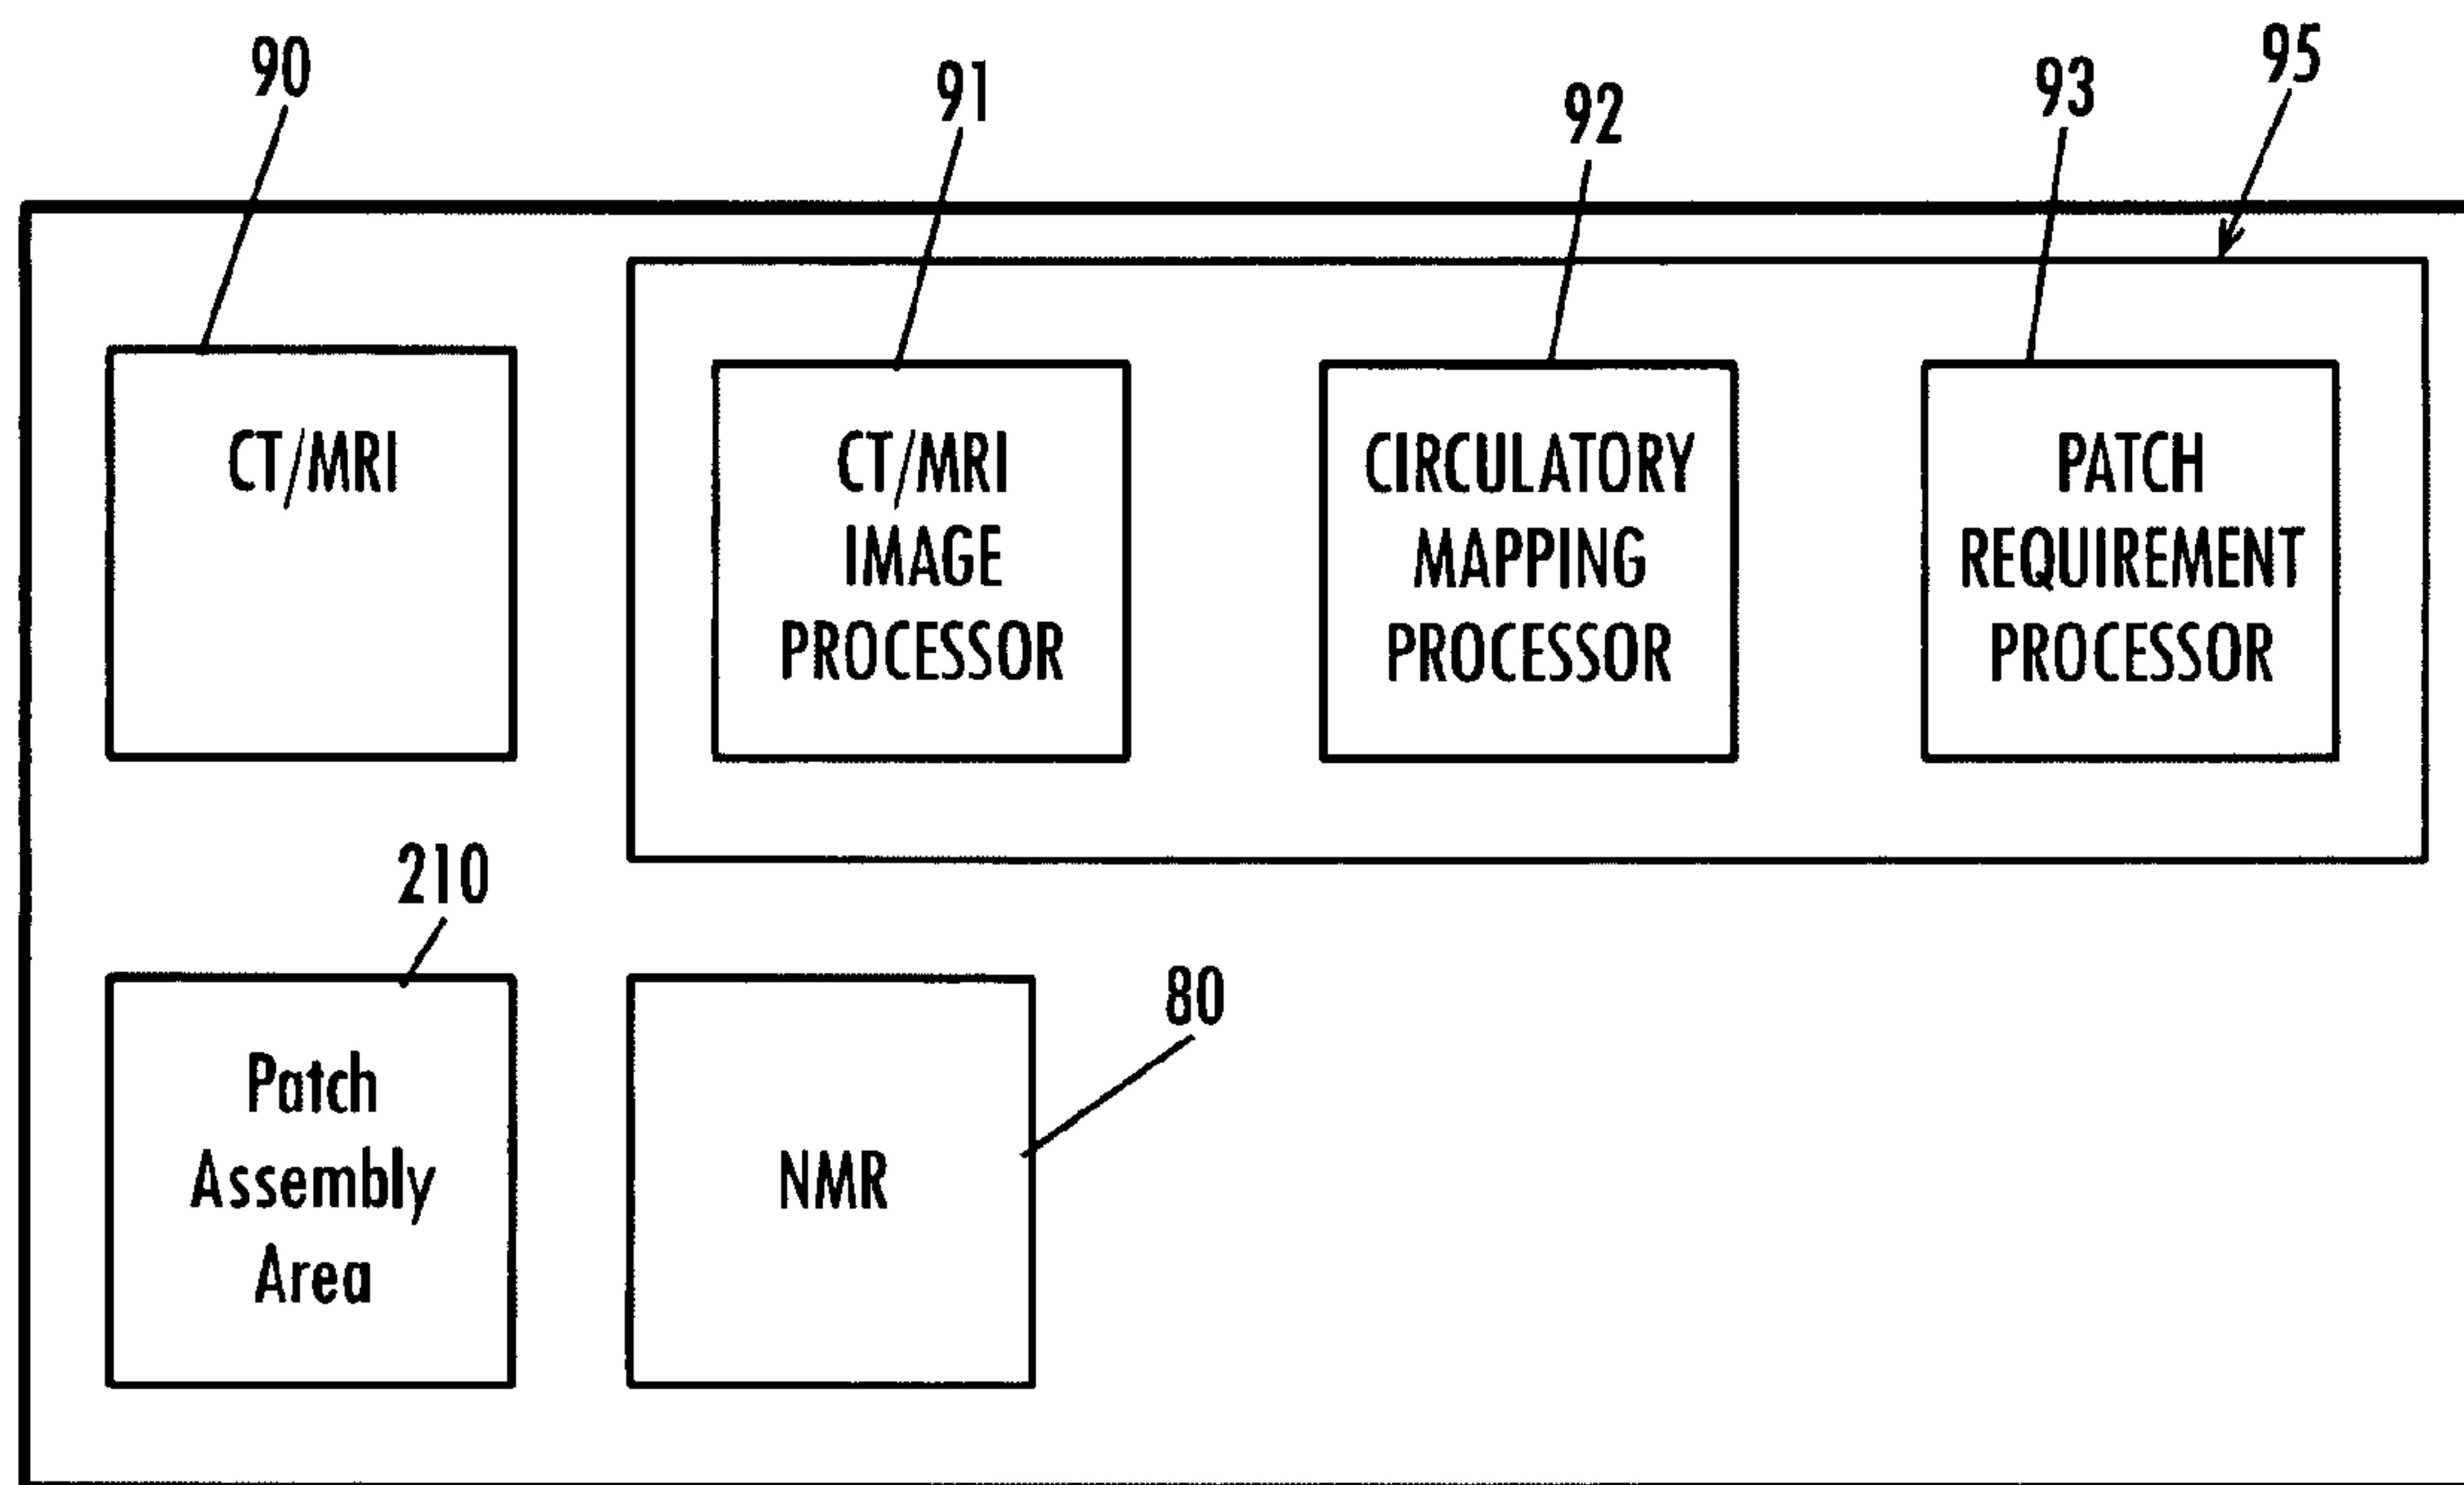 90
91
92
93
95
CT/MRI
CT/MRI
IMAGE
PROCESSOR
CIRCULATORY
MAPPING
PROCESSOR
PATCH
REQUIREMENT
PROCESSOR
210
Patch
Assembly
Area
80
NMR